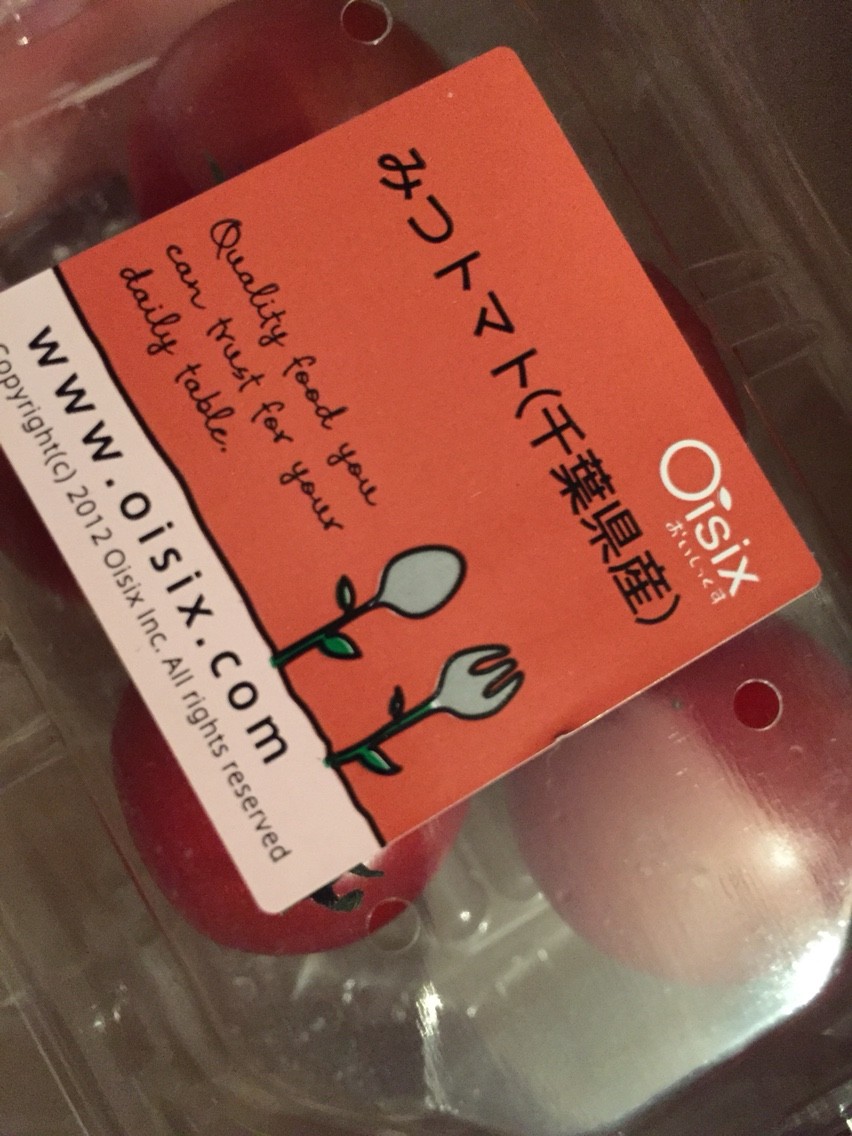 Oisix
おいしっくす
みつトマト(千葉県産)
Quality food you
can trust for your
daily table.
www.oisix.com
Copyright(c) 2012 Oisix Inc. All rights reserved